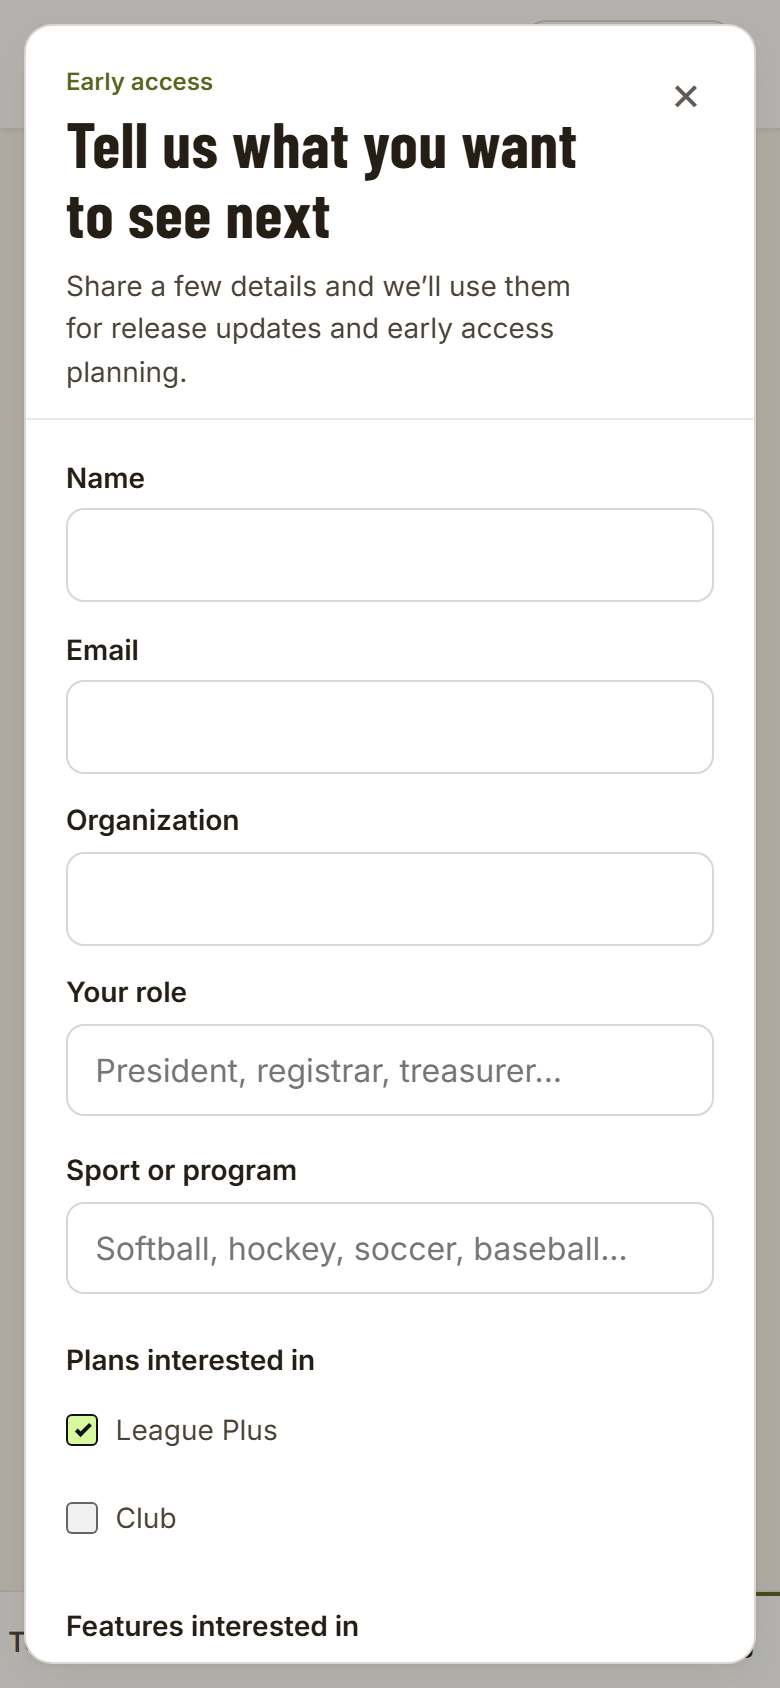 Early access
Tell us what you want
to see next
Share a few details and we’ll use them
for release updates and early access
planning.
Name
Email
Organization
Your role
President, registrar, treasurer...
Sport or program
Softball, hockey, soccer, baseball...
Plans interested in
League Plus
Club
Features interested in